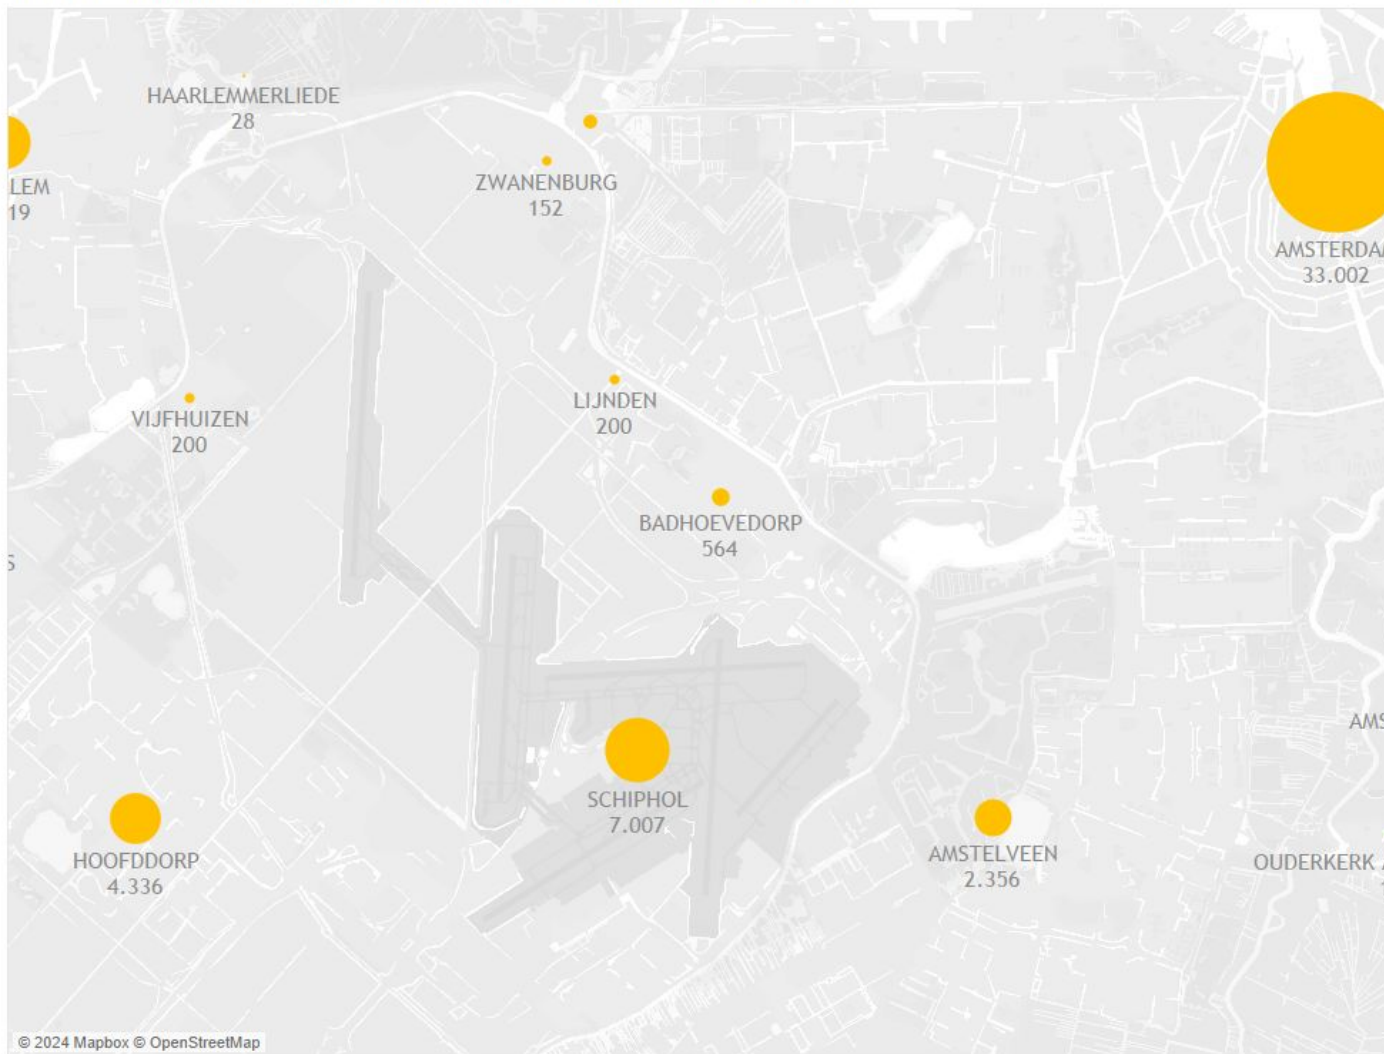 HAARLEMMERLIEDE
28
LEM
19
ZWANENBURG
152
AMSTERDAM
33.002
VIJFHUIZEN
200
LIJNDEN
200
BADHOEVEDORP
564
S
AMS
SCHIPHOL
7.007
HOOFDDORP
4.336
AMSTELVEEN
2.356
OUDERKERK
© 2024 Mapbox © OpenStreetMap